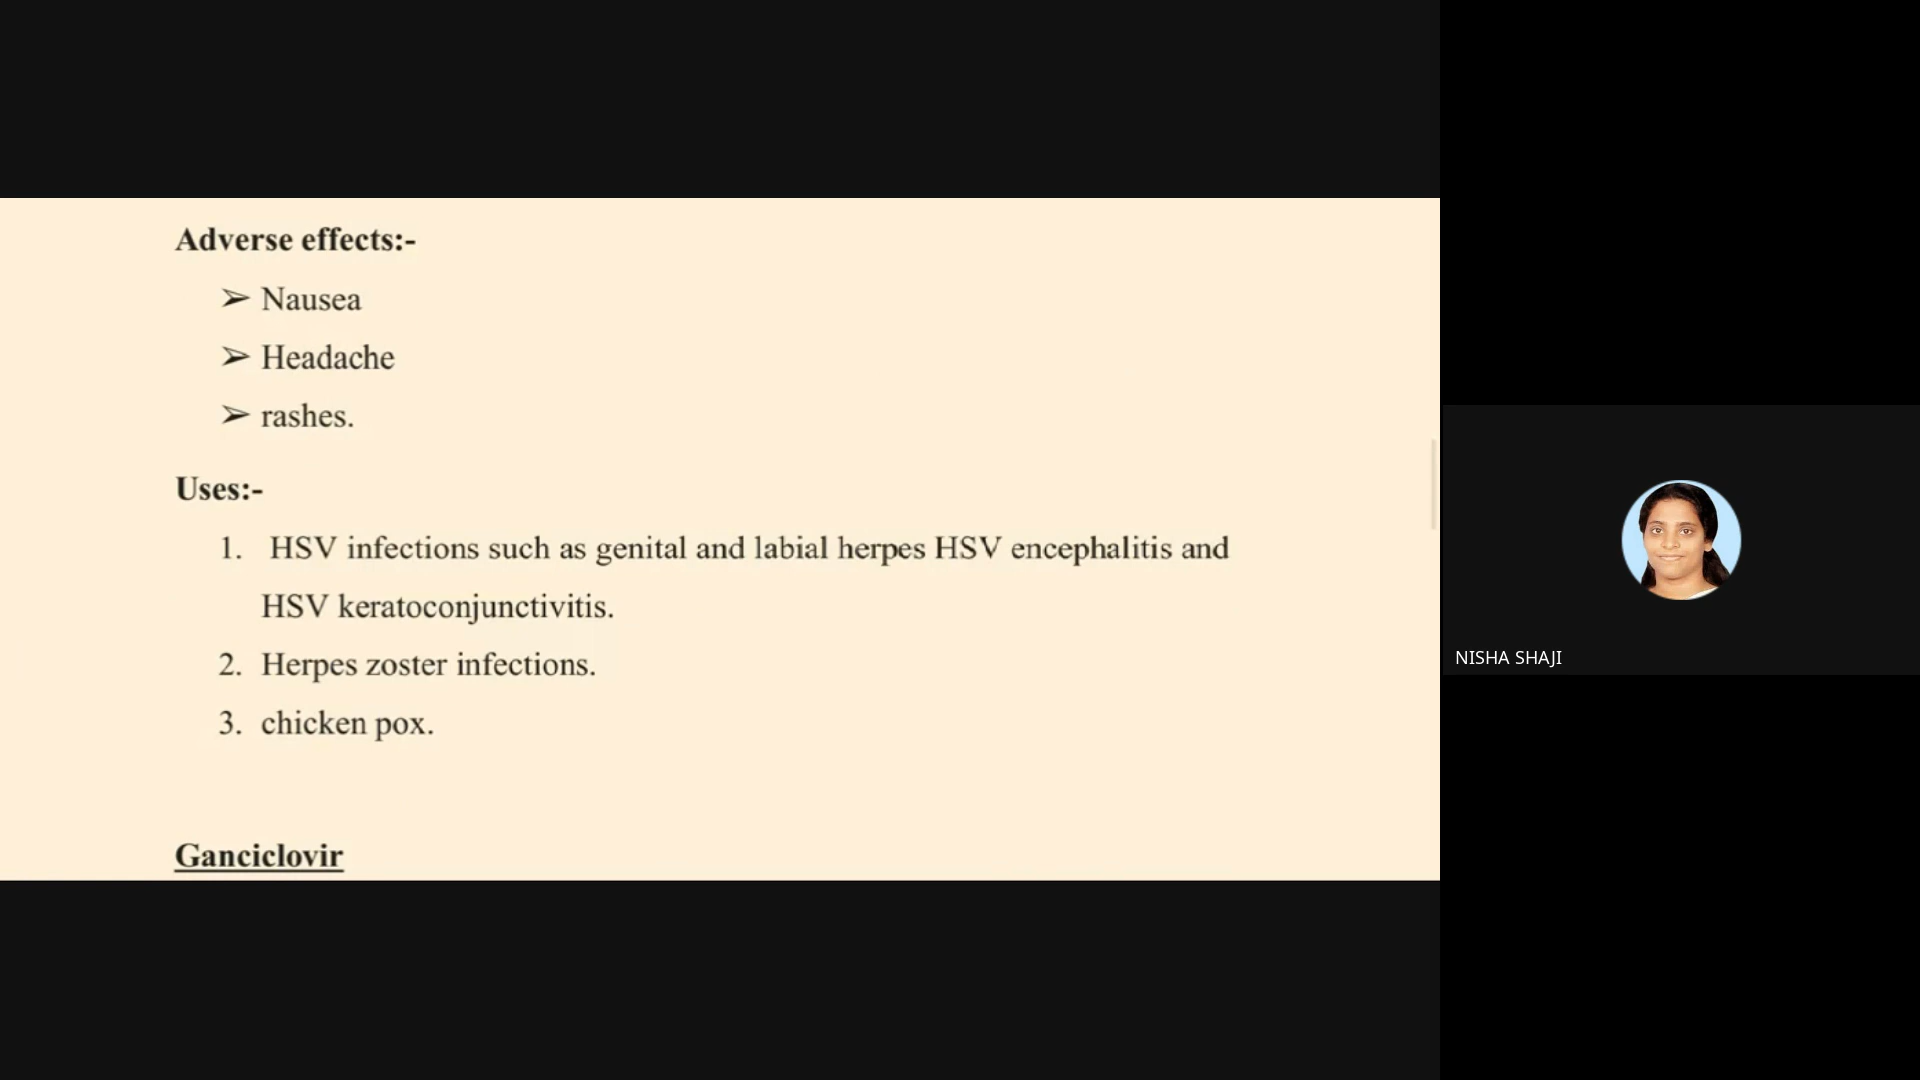 Adverse effects:-
➢ Nausea
➢ Headache
➢ rashes.
Uses:-
1. HSV infections such as genital and labial herpes HSV encephalitis and
HSV keratoconjunctivitis.
2. Herpes zoster infections.
3. chicken pox.
Ganciclovir
NISHA SHAJI